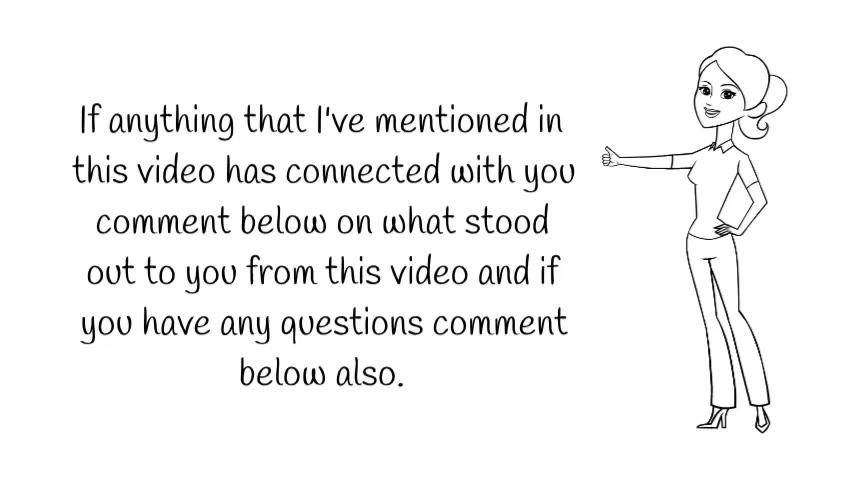 If anything that I've mentioned in
this video has connected with you
comment below on what stood
out to you from this video and if
you have any questions comment
below also.